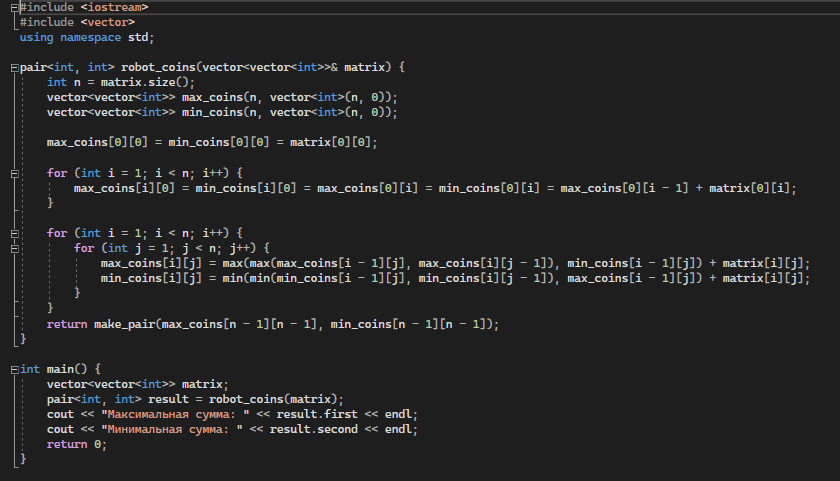 #include <iostream>
#include <vector>
using namespace std;

pair<int, int> robot_coins(vector<vector<int>>& matrix) {
    int n = matrix.size();
    vector<vector<int>> max_coins(n, vector<int>(n, 0));
    vector<vector<int>> min_coins(n, vector<int>(n, 0));

    max_coins[0][0] = min_coins[0][0] = matrix[0][0];

    for (int i = 1; i < n; i++) {
        max_coins[i][0] = min_coins[i][0] = max_coins[0][i] = min_coins[0][i] = max_coins[0][i - 1] + matrix[0][i];
    }

    for (int i = 1; i < n; i++) {
        for (int j = 1; j < n; j++) {
            max_coins[i][j] = max(max(max_coins[i - 1][j], max_coins[i][j - 1]), min_coins[i - 1][j]) + matrix[i][j];
            min_coins[i][j] = min(min(min_coins[i - 1][j], min_coins[i][j - 1]), max_coins[i - 1][j]) + matrix[i][j];
        }
    }
    return make_pair(max_coins[n - 1][n - 1], min_coins[n - 1][n - 1]);
}

int main() {
    vector<vector<int>> matrix;
    pair<int, int> result = robot_coins(matrix);
    cout << "Максимальная сумма: " << result.first << endl;
    cout << "Минимальная сумма: " << result.second << endl;
    return 0;
}